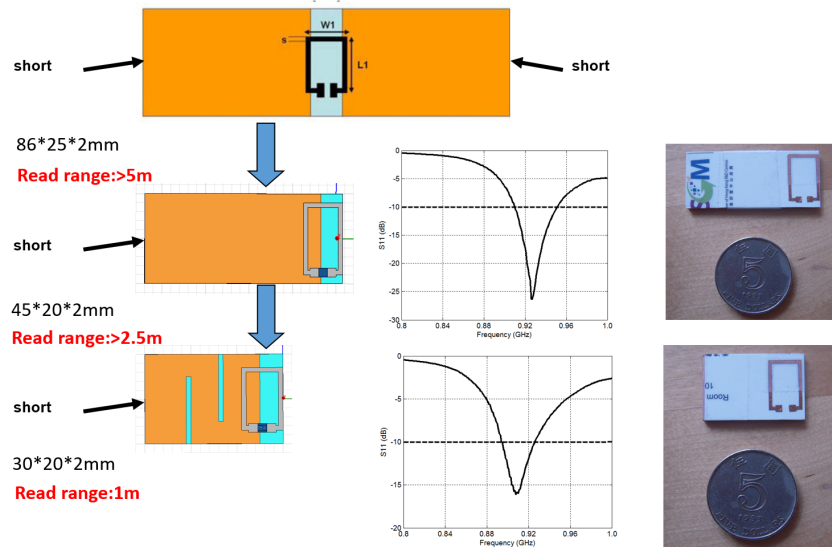 W1
s
L1
short
short
86*25*2mm
Read range:>5m
short
45*20*2mm
Read range:>2.5m
short
30*20*2mm
Read range:1m
0
-5
-10
-15
-20
-25
-30
S11 (dB)
0.8
0.84
0.88
0.92
0.96
1.0
Frequency (GHz)
0
-5
-10
-15
-20
S11 (dB)
0.8
0.84
0.88
0.92
0.96
1.0
Frequency (GHz)
M
5
Room
10
5